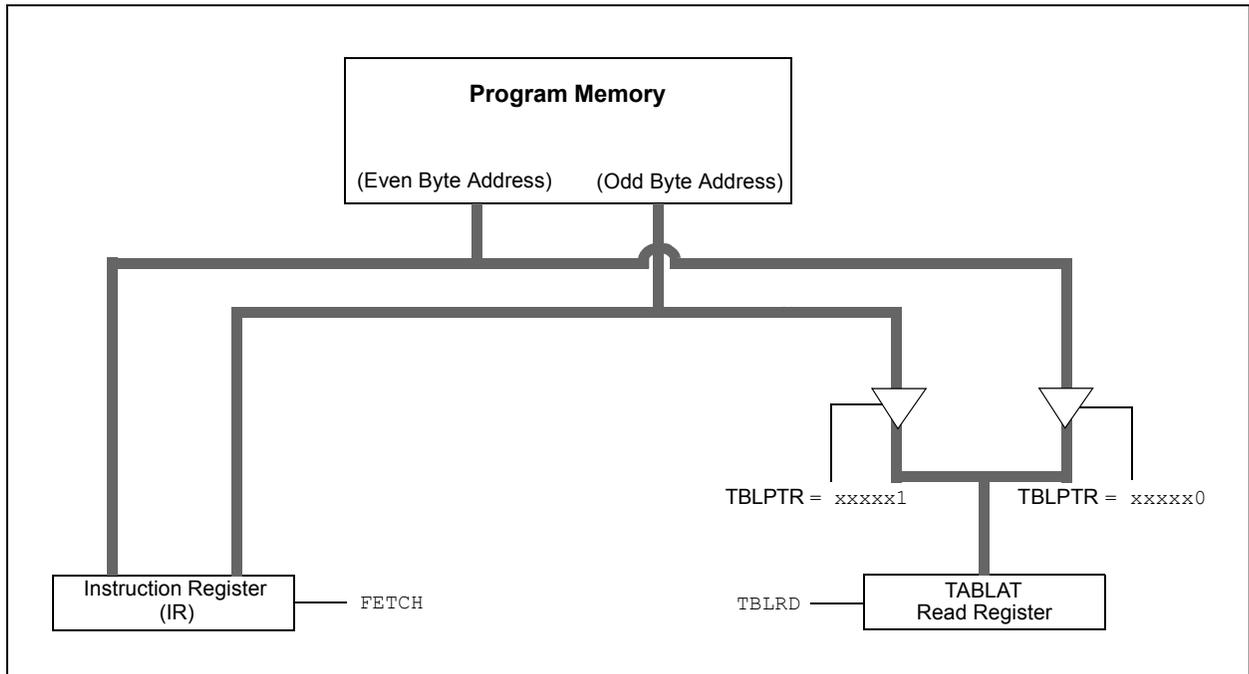 Program Memory
(Even Byte Address)
(Odd Byte Address)
TBLPTR = xxxxx1
TBLPTR = xxxxx0
Instruction Register
(IR)
FETCH
TBLRD
TABLAT
Read Register